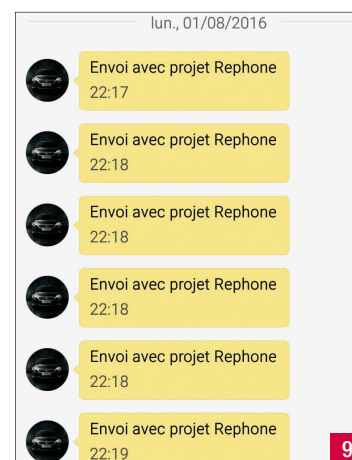 lun., 01/08/2016
Envoi avec projet Rephone
22:17
Envoi avec projet Rephone
22:18
Envoi avec projet Rephone
22:18
Envoi avec projet Rephone
22:18
Envoi avec projet Rephone
22:18
Envoi avec projet Rephone
22:19
9